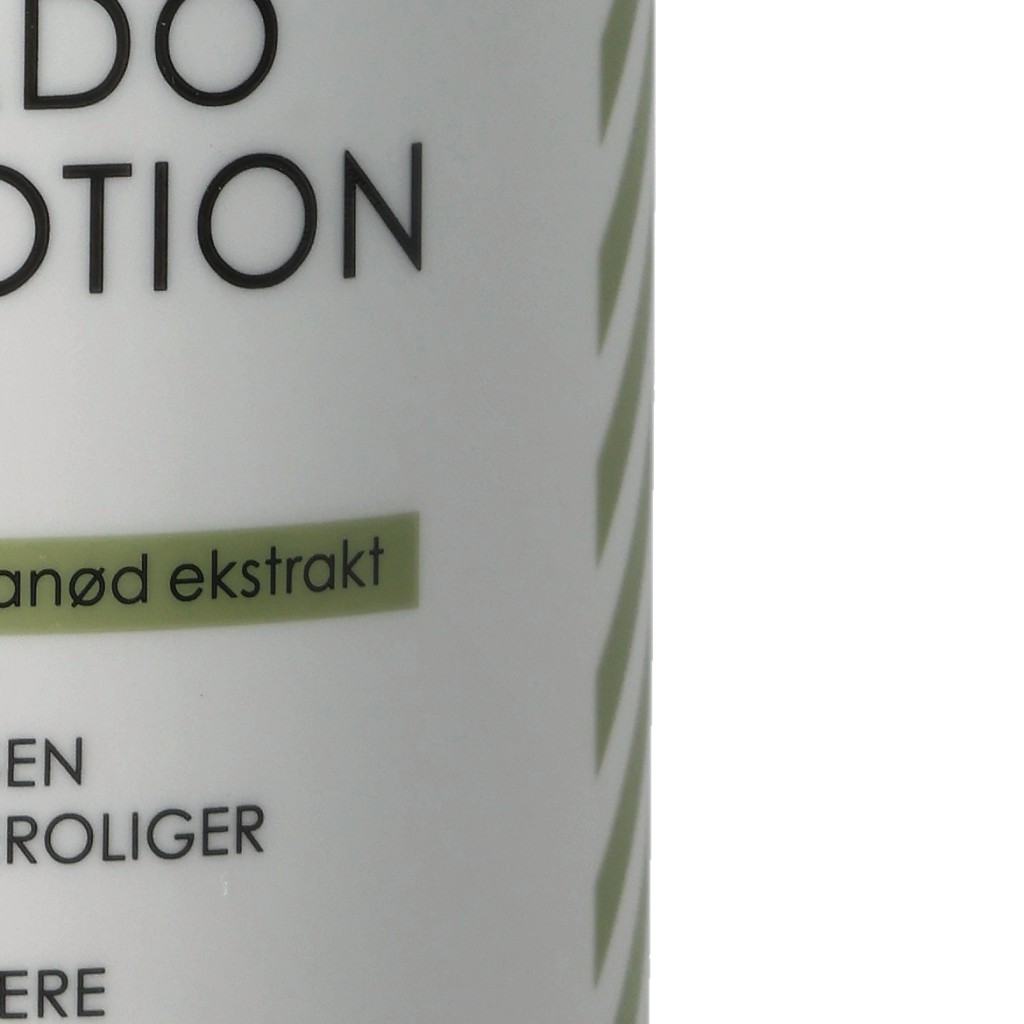 DO
OTION
anød ekstrakt
EN
ROLIGER
ERE